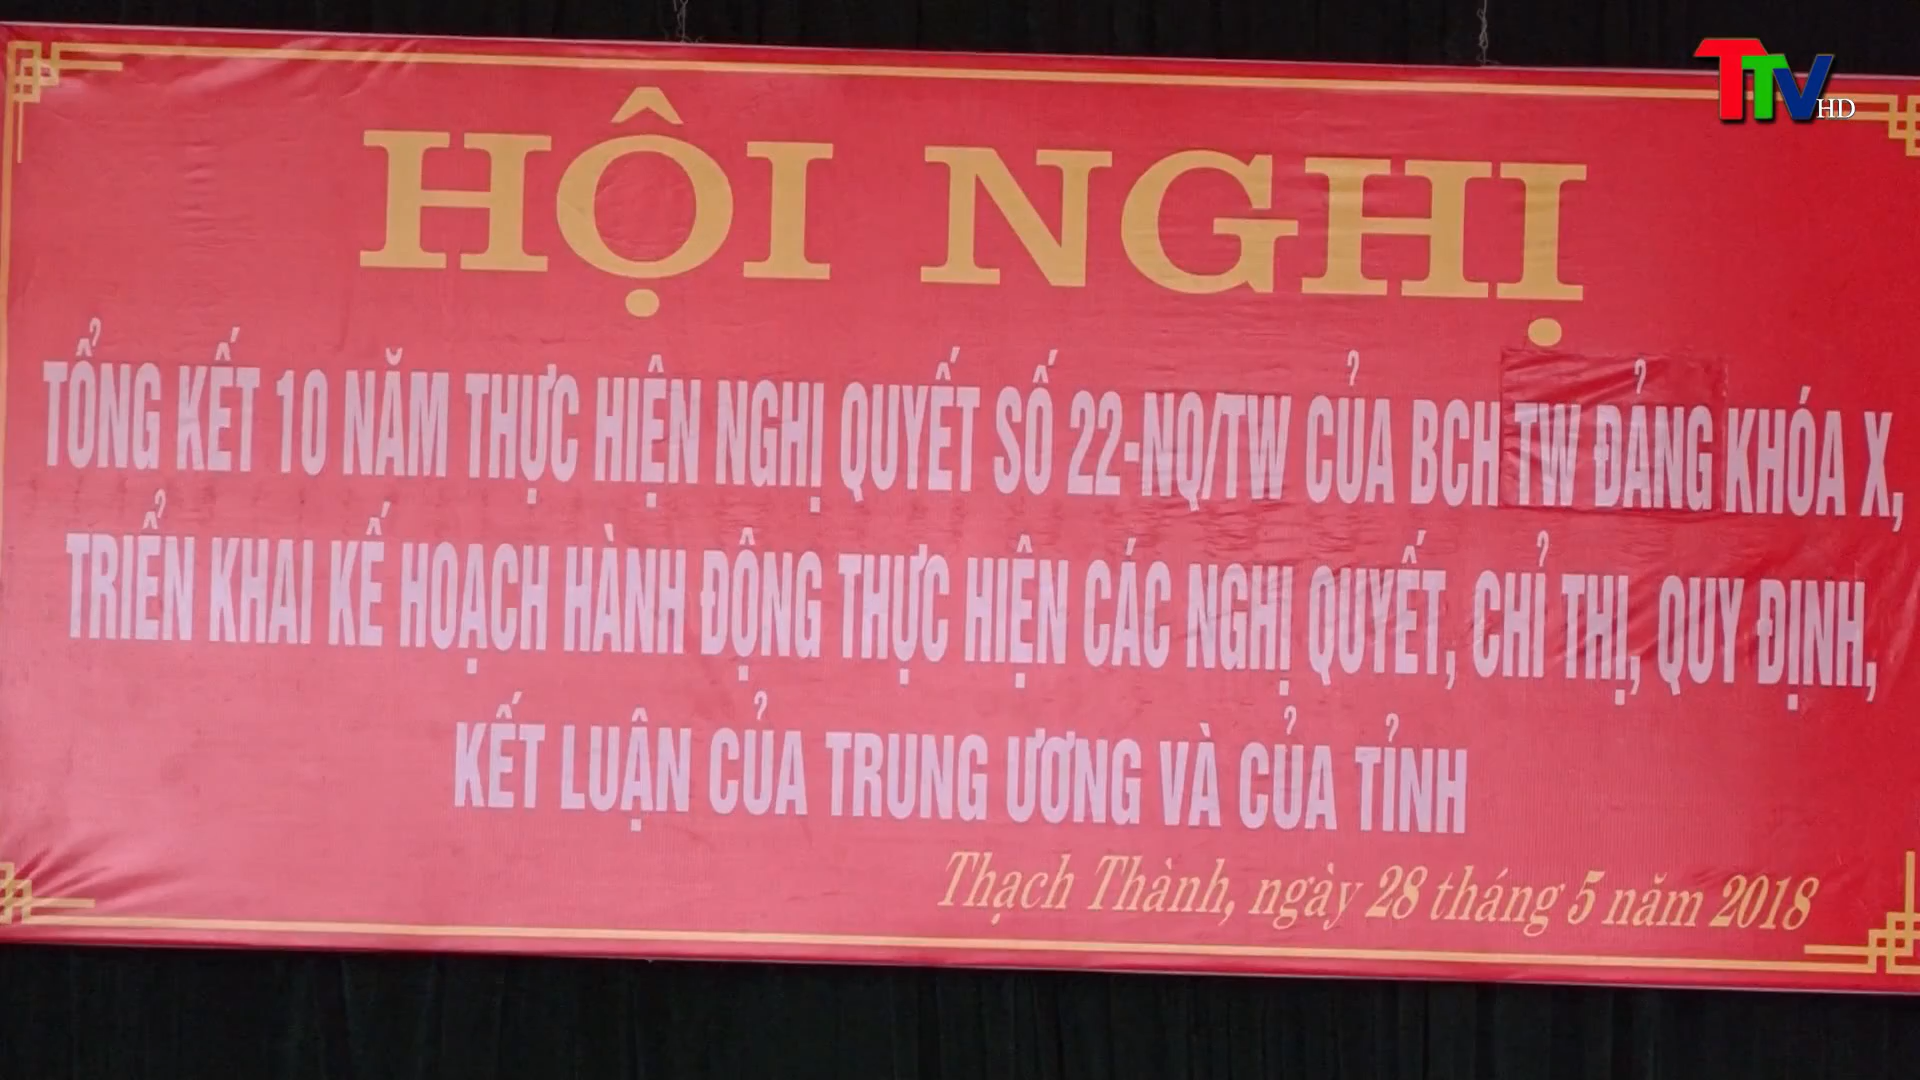 TTV HD
HỘI NGHỊ
TỔNG KẾT 10 NĂM THỰC HIỆN NGHỊ QUYẾT SỐ 22-NQ/TW CỦA BCH TW ĐẢNG KHÓA X,
TRIỂN KHAI KẾ HOẠCH HÀNH ĐỘNG THỰC HIỆN CÁC NGHỊ QUYẾT, CHỈ THỊ, QUY ĐỊNH,
KẾT LUẬN CỦA TRUNG ƯƠNG VÀ CỦA TỈNH
Thạch Thành, ngày 28 tháng 5 năm 2018